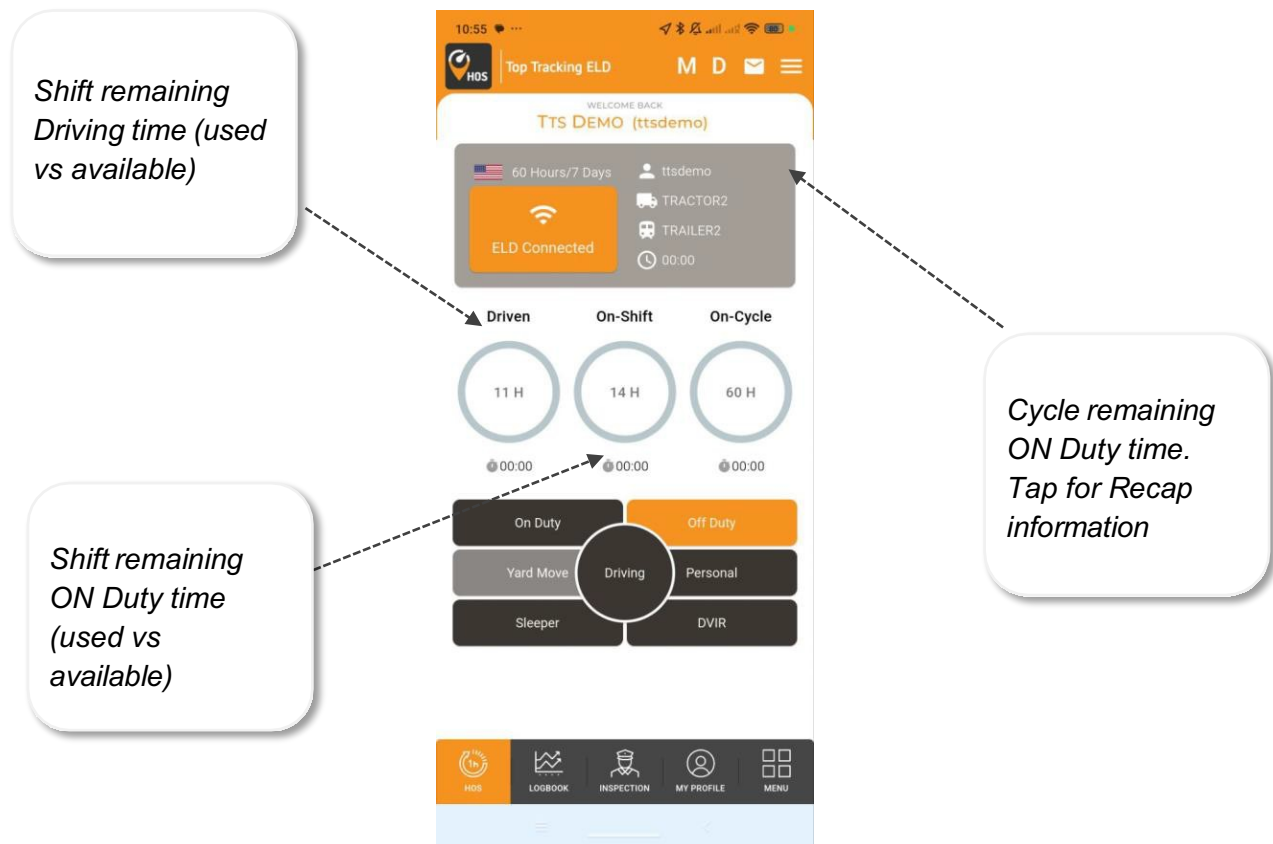 Shift remaining
Driving time (used
vs available)
10:55
HOS
Top Tracking ELD
M D
WELCOME BACK
TTS DEMO (ttsdemo)
60 Hours/7 Days
ttsdemo
TRACTOR2
ELD Connected
TRAILER2
00:00
Driven On-Shift On-Cycle
11 H 14 H 60 H
00:00 00:00 00:00
Cycle remaining
ON Duty time.
Tap for Recap
information
Shift remaining
ON Duty time
(used vs
available)
On Duty Off Duty
Yard Move Driving Personal
Sleeper DVIR
HOS LOGBOOK INSPECTION MY PROFILE MENU